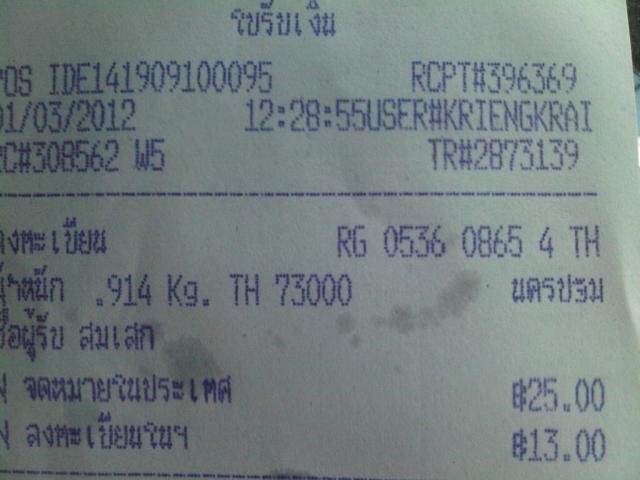 ใบรับเงิน
POS IDE141909100095 RCPT#396369
01/03/2012 12:28:55USER#KRIENGKRAI
RC#308562 W5 TR#2873139
ลงทะเบียน RG 0536 0865 4 TH
น้ำหนัก .914 Kg. TH 73000 นครปฐม
ชื่อผู้รับ สมเสก
N จดหมายในประเทศ ฿25.00
N ลงทะเบียนในฯ ฿13.00